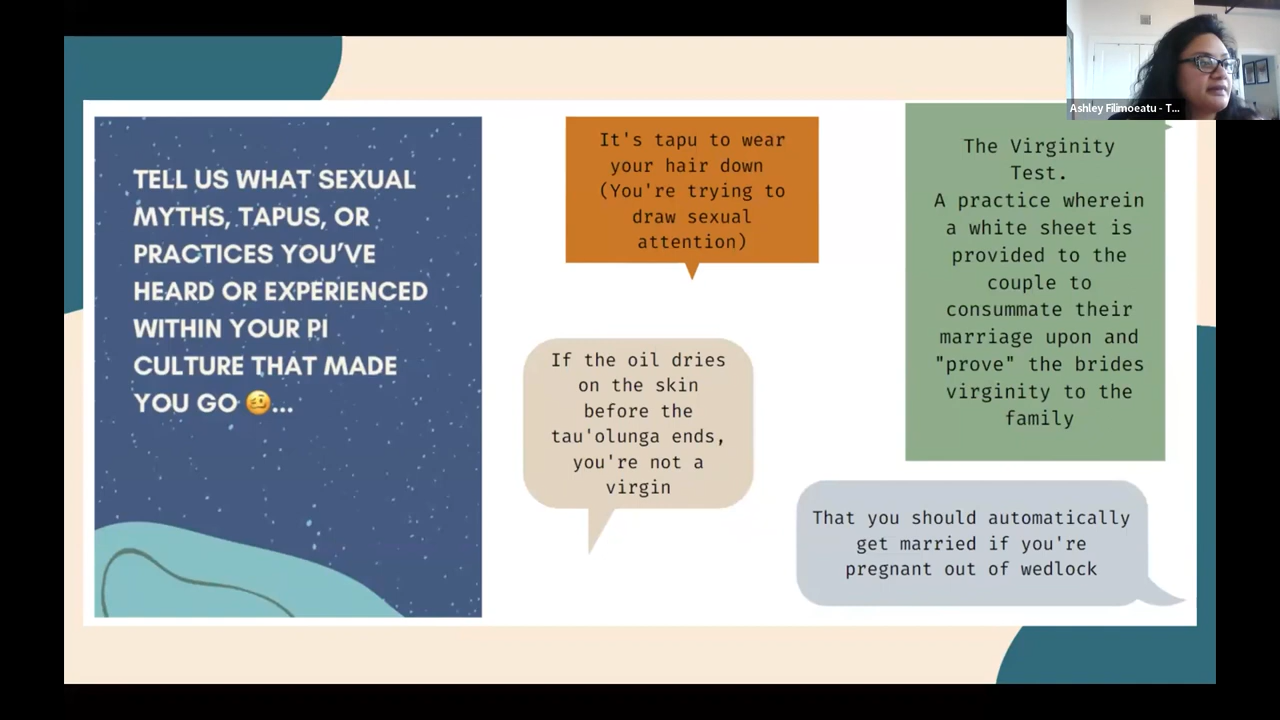 TELL US WHAT SEXUAL
MYTHS, TAPUS, OR
PRACTICES YOU'VE
HEARD OR EXPERIENCED
WITHIN YOUR PI
CULTURE THAT MADE
YOU GO 🥴...
It's tapu to wear
your hair down
(You're trying to
draw sexual
attention)
If the oil dries
on the skin
before the
tau'olunga ends,
you're not a
virgin
The Virginity
Test.
A practice wherein
a white sheet is
provided to the
couple to
consummate their
marriage upon and
"prove" the brides
virginity to the
family
That you should automatically
get married if you're
pregnant out of wedlock
Ashley Filimoeatu - T...